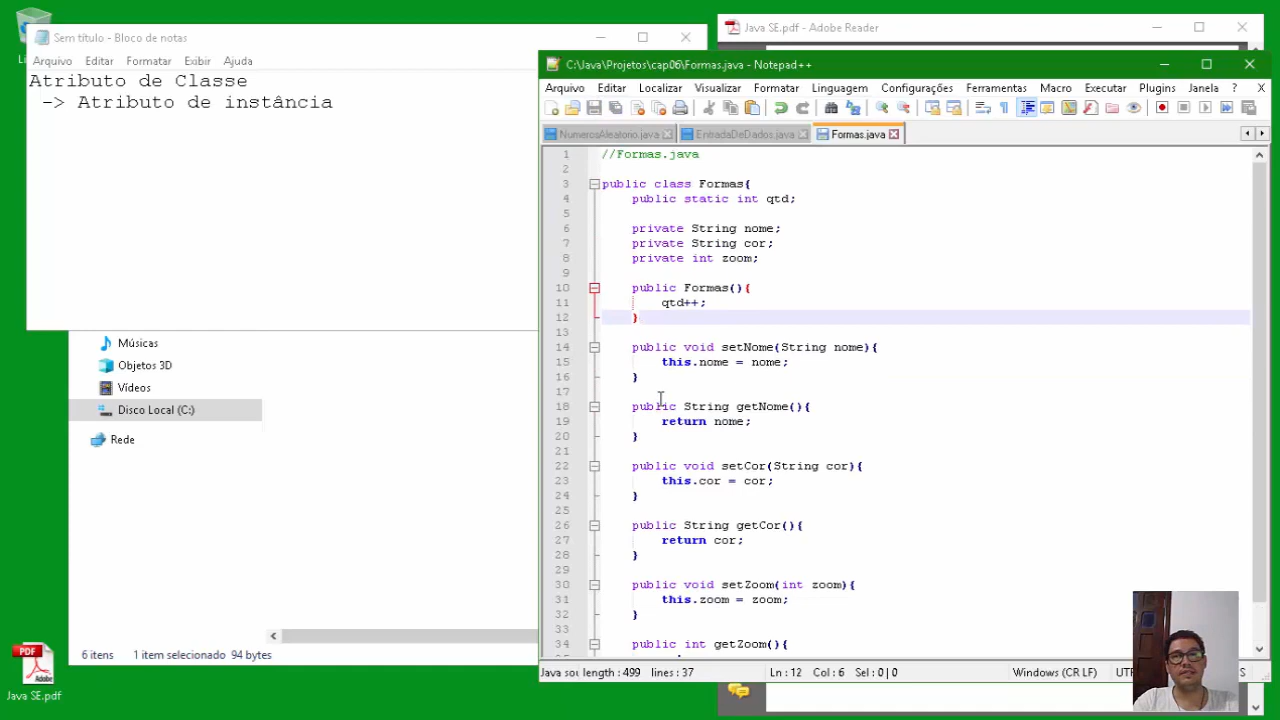 Sem título - Bloco de notas
Arquivo Editar Formatar Exibir Ajuda
Atributo de Classe
-> Atributo de instância
Músicas
Objetos 3D
Vídeos
Disco Local (C:)
Rede
6 itens 1 item selecionado 94 bytes
PDF
Adobe
Java SE.pdf
Java SE.pdf - Adobe Reader
C:\Java\Projetos\cap06\Formas.java - Notepad++
Arquivo Editar Localizar Visualizar Formatar Linguagem Configurações Ferramentas Macro Executar Plugins Janela ? X
NumerosAleatorio.java EntradaDeDados.java Formas.java
1 //Formas.java
2
3 public class Formas{
4 public static int qtd;
5
6 private String nome;
7 private String cor;
8 private int zoom;
9
10 public Formas(){
11 qtd++;
12 }
13
14 public void setNome(String nome){
15 this.nome = nome;
16 }
17
18 public String getNome(){
19 return nome;
20 }
21
22 public void setCor(String cor){
23 this.cor = cor;
24 }
25
26 public String getCor(){
27 return cor;
28 }
29
30 public void setZoom(int zoom){
31 this.zoom = zoom;
32 }
33
34 public int getZoom(){
Java sou length : 499 lines : 37 Ln : 12 Col : 6 Sel : 0 | 0 Windows (CR LF)